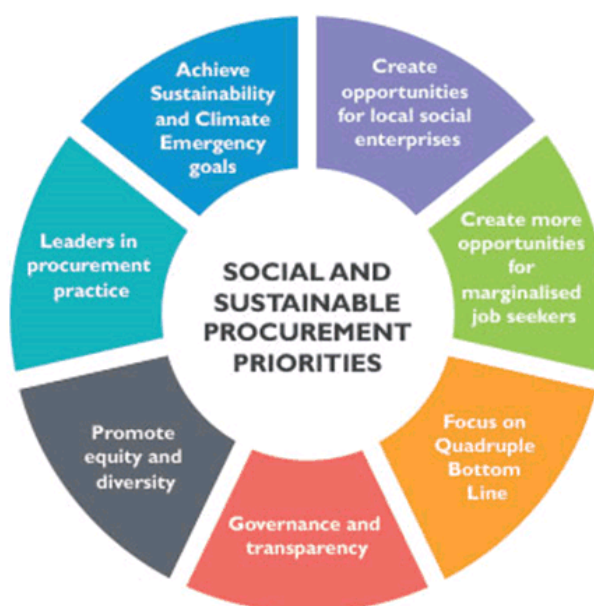 SOCIAL AND
SUSTAINABLE
PROCUREMENT
PRIORITIES
Create
opportunities
for local social
enterprises
Create more
opportunities
for
marginalised
job seekers
Focus on
Quadruple
Bottom
Line
Governance and
transparency
Promote
equity and
diversity
Leaders in
procurement
practice
Achieve
Sustainability
and Climate
Emergency
goals